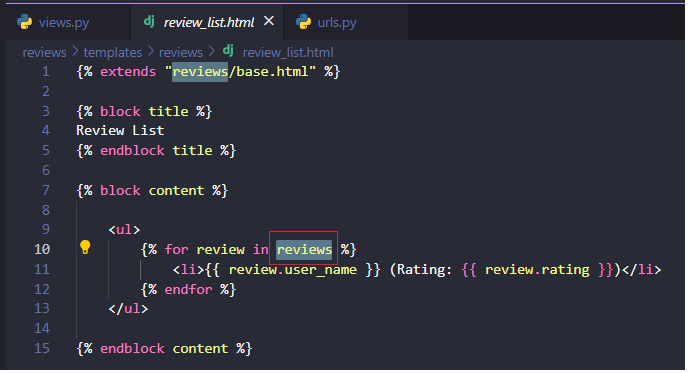 views.py dj review_list.html × urls.py
reviews > templates > reviews > dj review_list.html
1 {% extends "reviews/base.html" %}
2
3 {% block title %}
4 Review List
5 {% endblock title %}
6
7 {% block content %}
8
9 <ul>
10 {% for review in reviews %}
11 <li>{{ review.user_name }} (Rating: {{ review.rating }})</li>
12 {% endfor %}
13 </ul>
14
15 {% endblock content %}